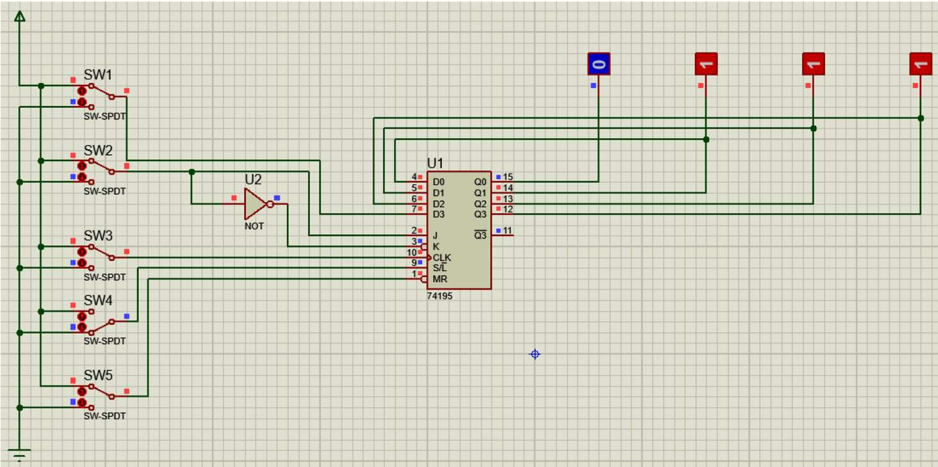 SW1
SW-SPDT
SW2
SW-SPDT
U2
NOT
SW3
SW-SPDT
SW4
SW-SPDT
SW5
SW-SPDT
0
1
1
1
U1
4 D0 Q0 15
5 D1 Q1 14
6 D2 Q2 13
7 D3 Q3 12
2 J Q3 11
3 K
10 CLK
9 S/L
1 MR
74195